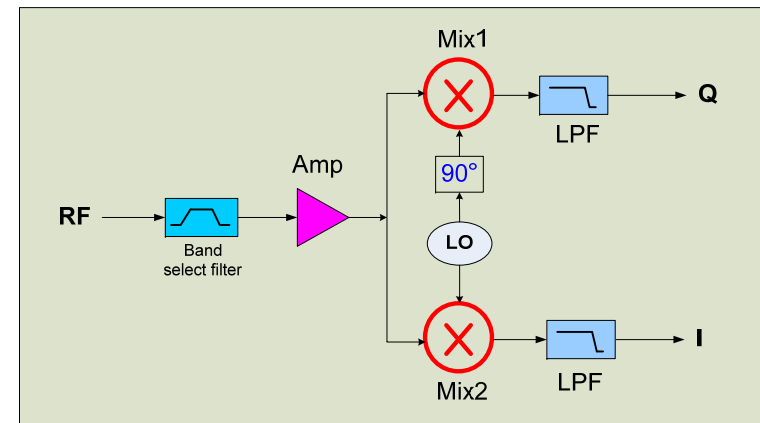 Mix1
Q
LPF
Amp
90°
RF
LO
Band
select filter
I
LPF
Mix2